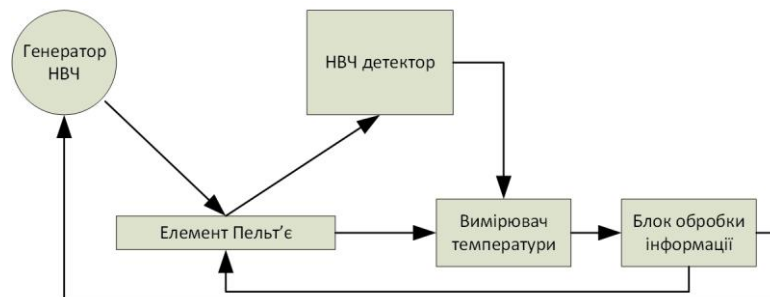 Генератор
НВЧ
НВЧ детектор
Елемент Пельт'є
Вимірювач
температури
Блок обробки
інформації